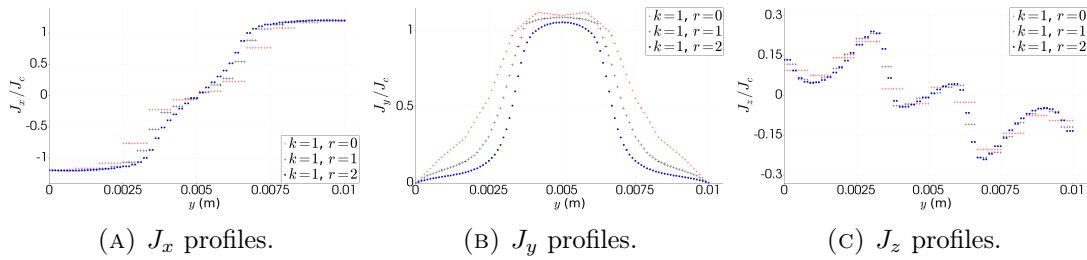 J_x/J_c
1
0.5
0
-0.5
-1
k=1, r=0
k=1, r=1
k=1, r=2
0 0.0025 0.005 0.0075 0.01
y (m)
(A) J_x profiles.
J_y/J_c
1
0.5
0
k=1, r=0
k=1, r=1
k=1, r=2
0 0.0025 0.005 0.0075 0.01
y (m)
(B) J_y profiles.
J_z/J_c
0.3
0.15
0
-0.15
-0.3
k=1, r=0
k=1, r=1
k=1, r=2
0 0.0025 0.005 0.0075 0.01
y (m)
(C) J_z profiles.